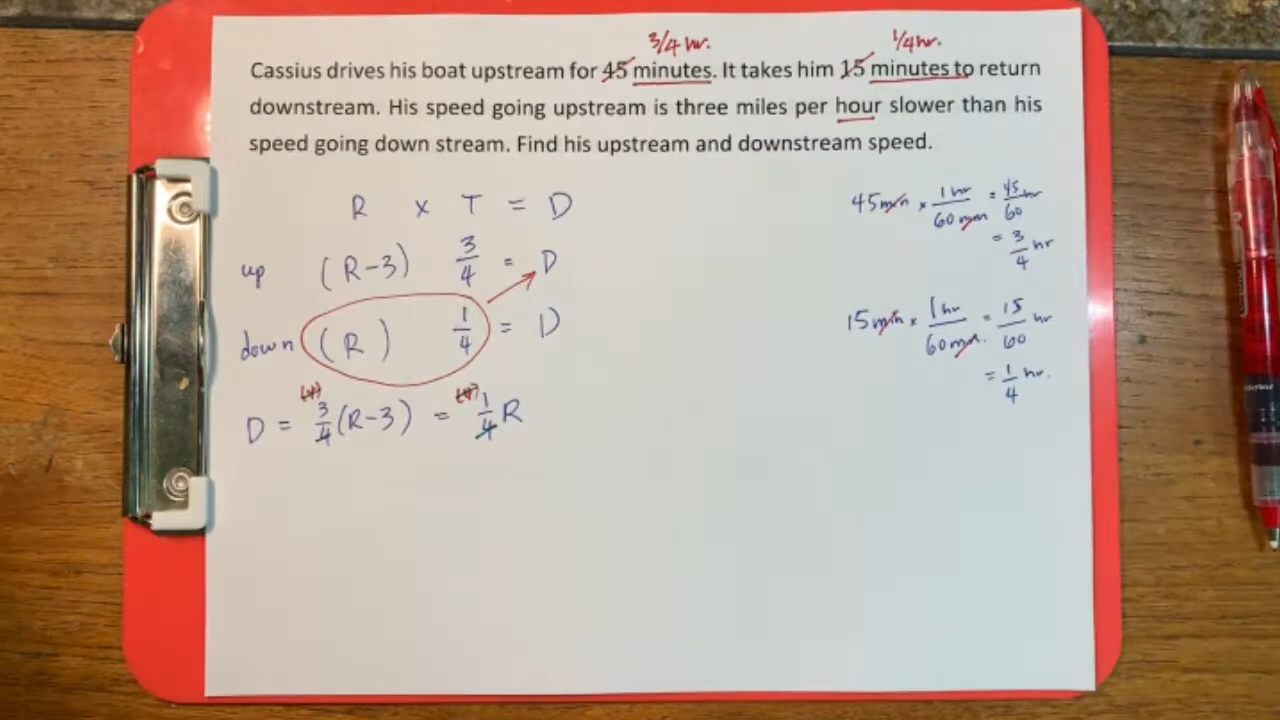 3/4 hr. 1/4 hr.
Cassius drives his boat upstream for 45 minutes. It takes him 15 minutes to return
downstream. His speed going upstream is three miles per hour slower than his
speed going down stream. Find his upstream and downstream speed.
R × T = D
up (R-3) 3/4 = D
down (R) 1/4 = D
(4) (4)
D = 3/4 (R-3) = 1/4 R
45 min × 1 hr/60 min = 45/60 hr
= 3/4 hr
15 min × 1 hr/60 min. = 15/60 hr
= 1/4 hr.